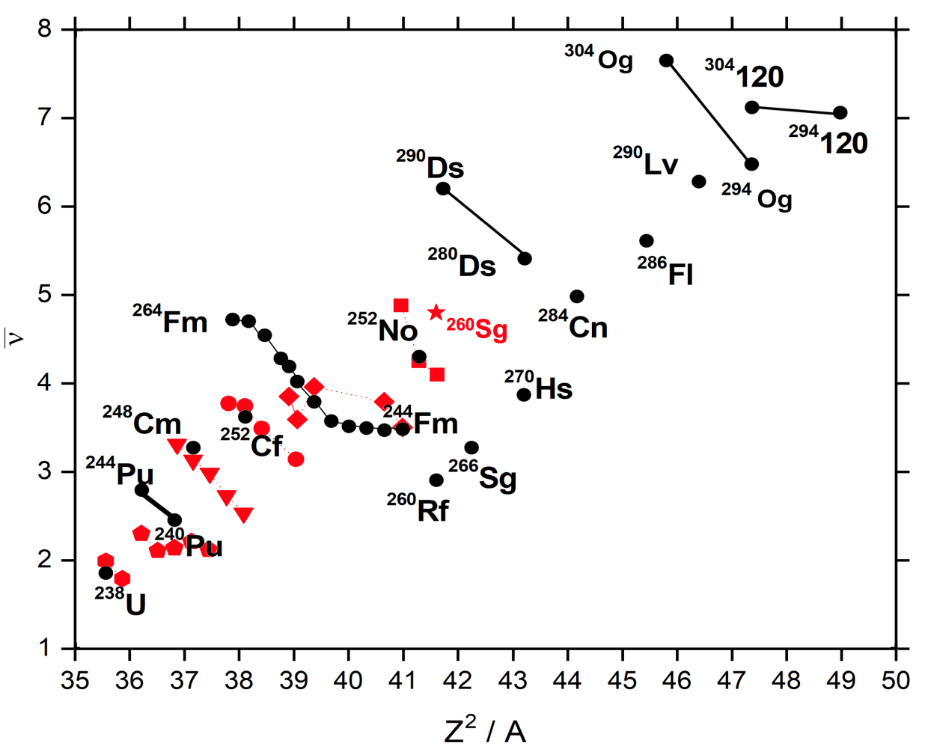 8
7
6
5
4
3
2
1
ν̅
³⁰⁴Og
³⁰⁴120
²⁹⁴120
²⁹⁰Ds
²⁹⁰Lv
²⁹⁴Og
²⁸⁰Ds
²⁸⁶Fl
²⁶⁴Fm
²⁵²No
²⁶⁰Sg
²⁸⁴Cn
²⁷⁰Hs
²⁴⁸Cm
²⁵²Cf
²⁴⁴Fm
²⁴⁴Pu
²⁶⁶Sg
²⁶⁰Rf
²⁴⁰Pu
²³⁸U
35 36 37 38 39 40 41 42 43 44 45 46 47 48 49 50
Z² / A